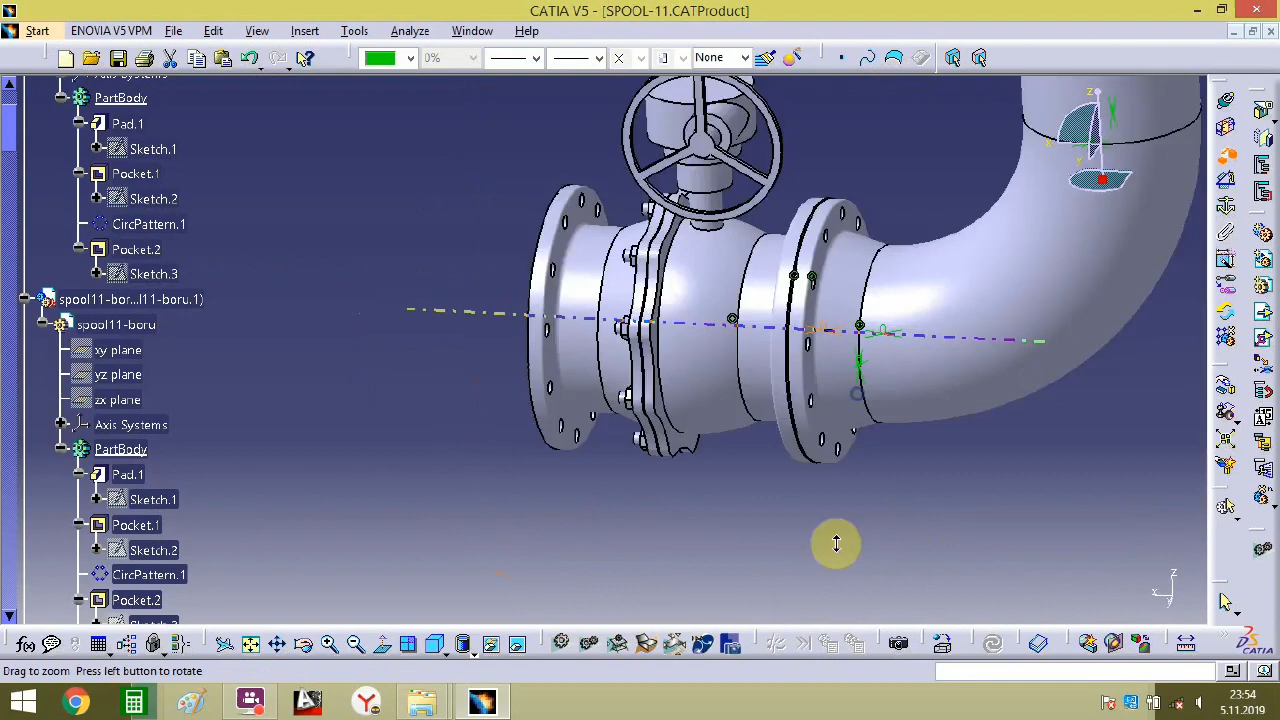 CATIA V5 - [SPOOL-11.CATProduct]
Start ENOVIA V5 VPM File Edit View Insert Tools Analyze Window Help
0% None
PartBody
Pad.1
Sketch.1
Pocket.1
Sketch.2
CircPattern.1
Pocket.2
Sketch.3
spool11-bor...l11-boru.1)
spool11-boru
xy plane
yz plane
zx plane
Axis Systems
PartBody
Pad.1
Sketch.1
Pocket.1
Sketch.2
CircPattern.1
Pocket.2
z
x
y
z
x
y
CATIA
Drag to zoom Press left button to rotate
23:54
5.11.2019